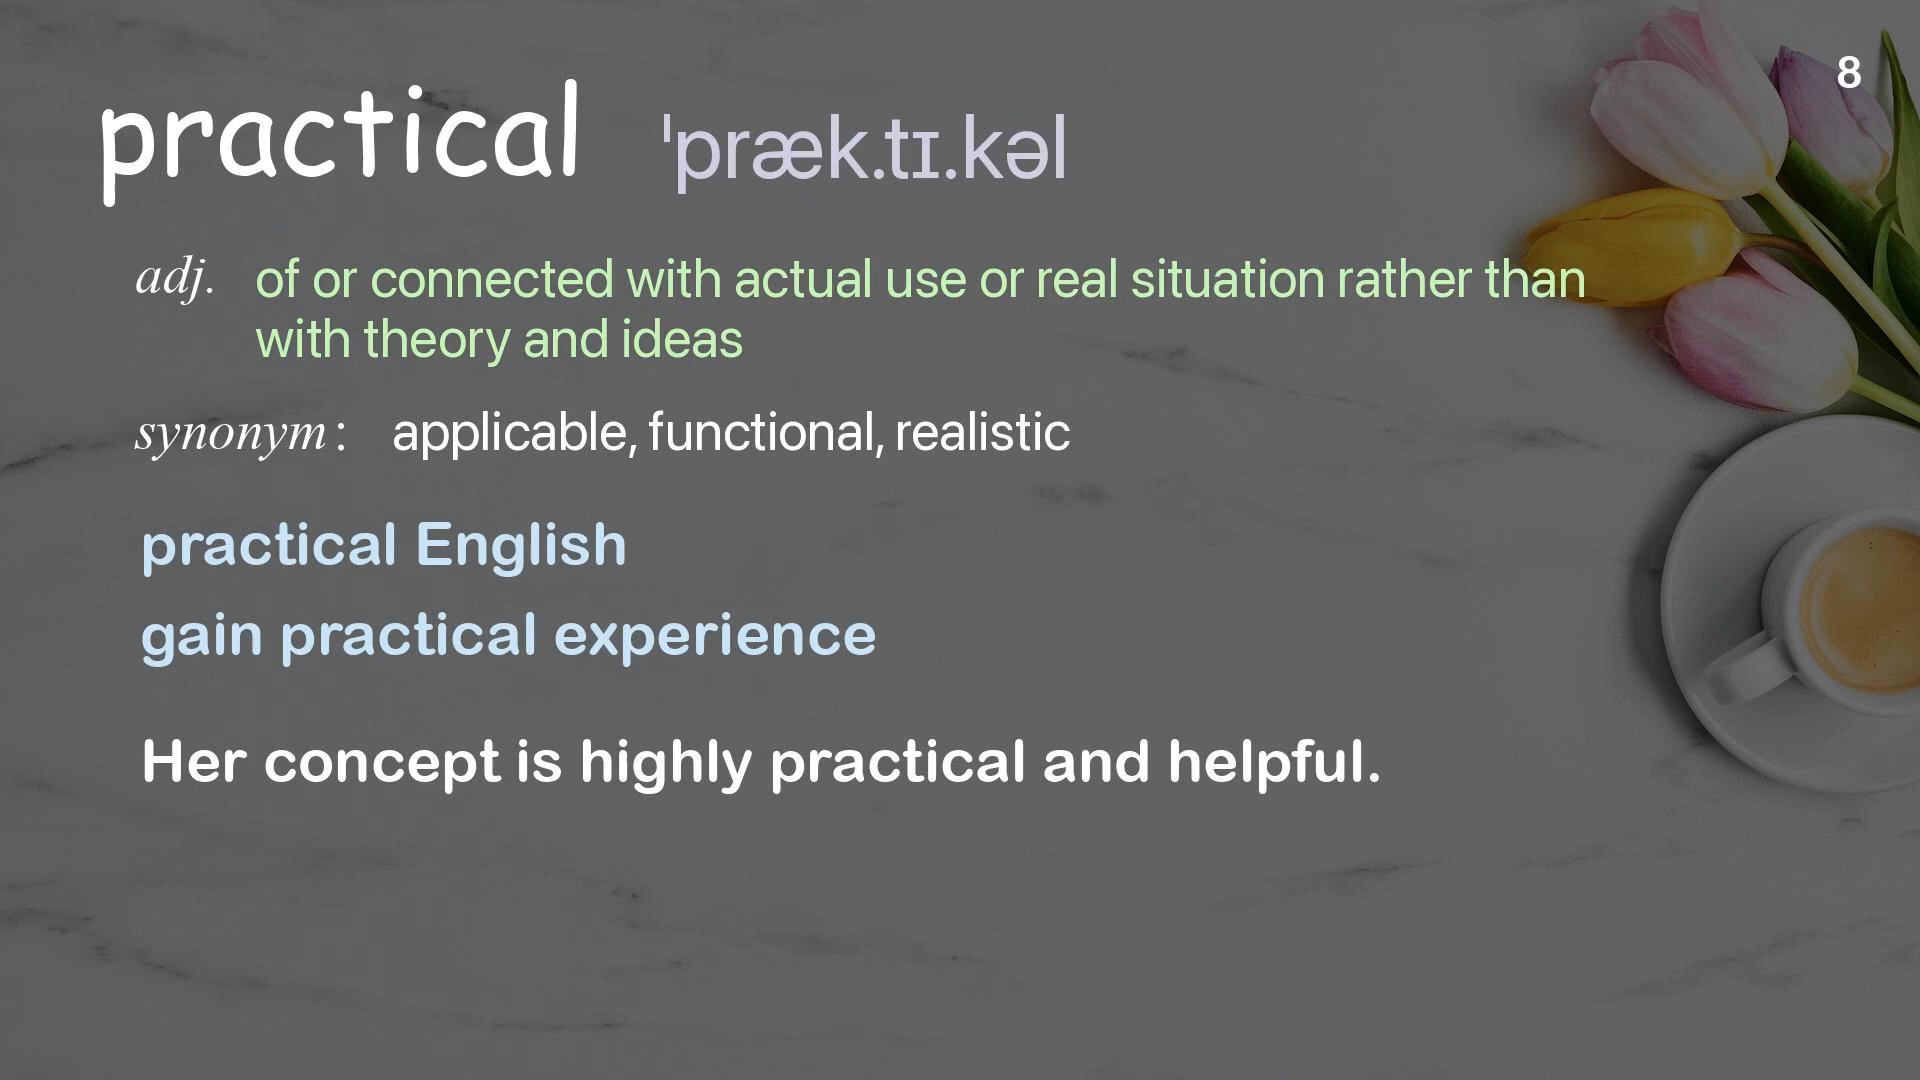 8
practical ˈpræk.tɪ.kəl
adj. of or connected with actual use or real situation rather than
with theory and ideas
synonym: applicable, functional, realistic
practical English
gain practical experience
Her concept is highly practical and helpful.